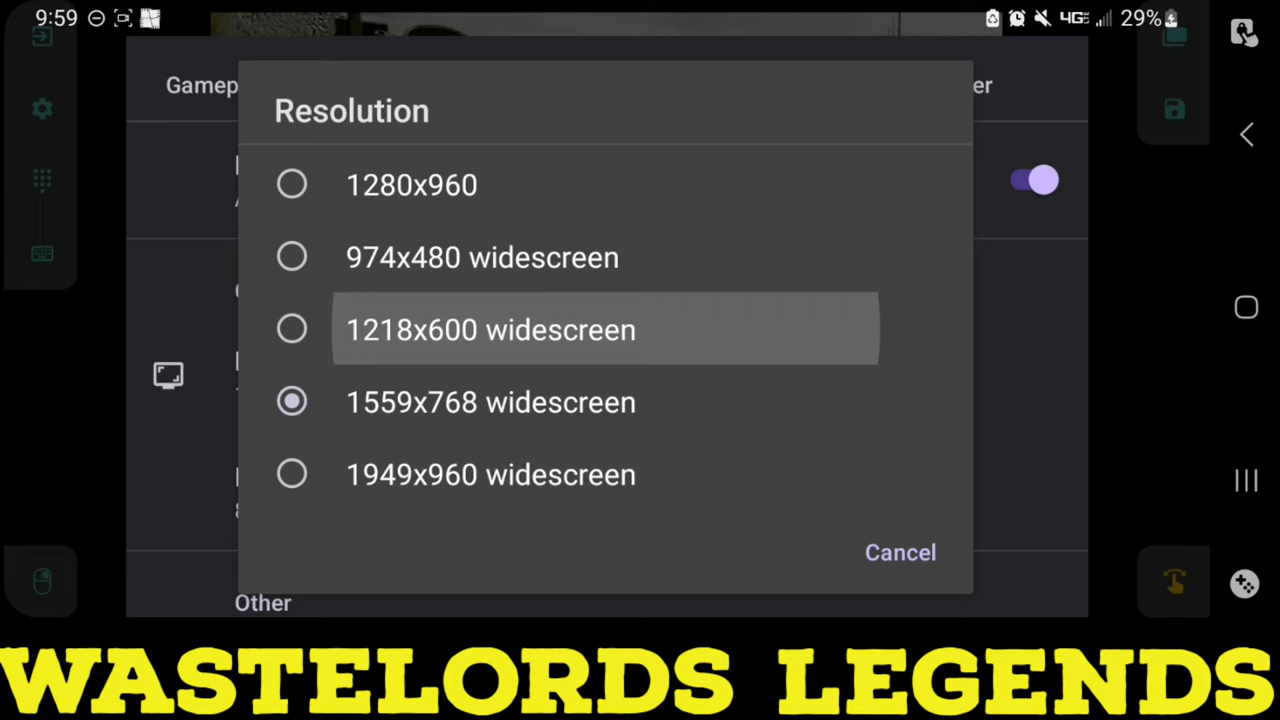 9:59
4GE 29%
Gamep
er
Resolution
1280x960
974x480 widescreen
1218x600 widescreen
1559x768 widescreen
1949x960 widescreen
Cancel
Other
WASTELORDS LEGENDS